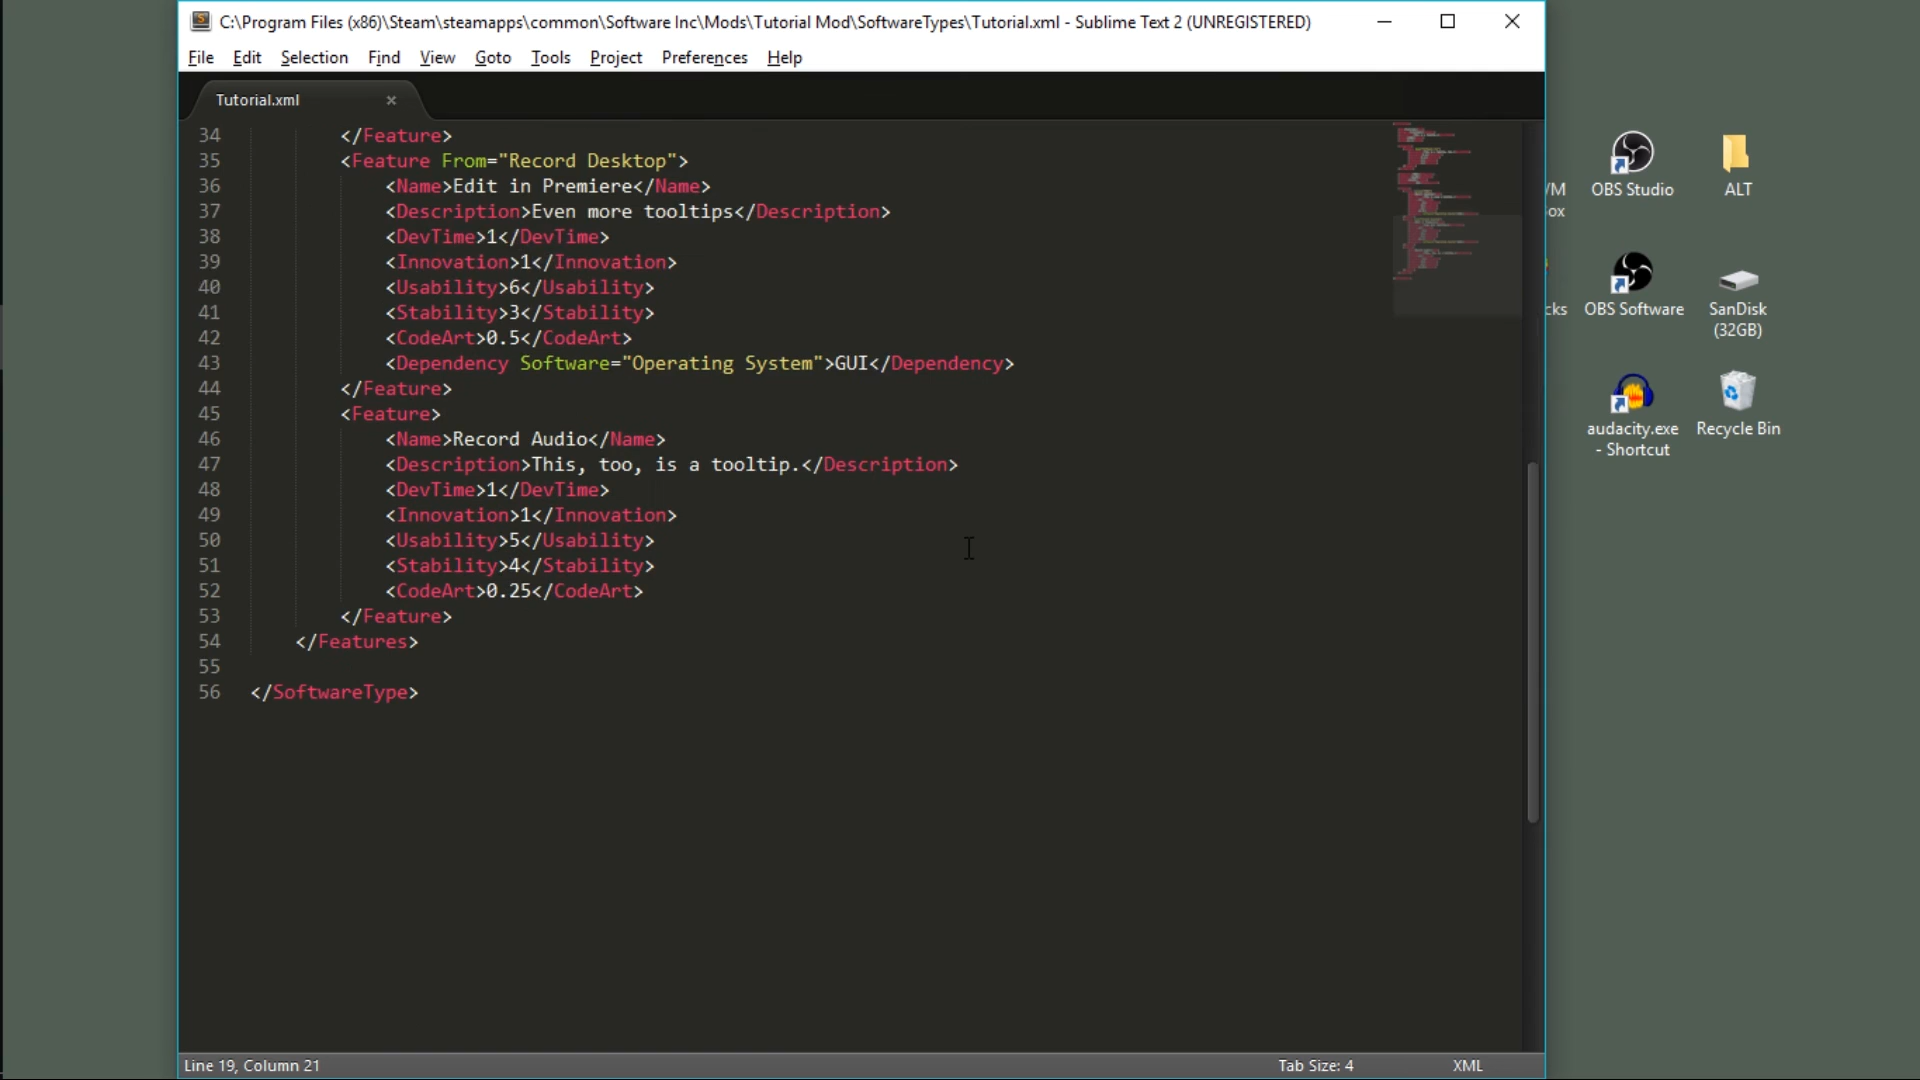 C:\Program Files (x86)\Steam\steamapps\common\Software Inc\Mods\Tutorial Mod\SoftwareTypes\Tutorial.xml - Sublime Text 2 (UNREGISTERED)
File Edit Selection Find View Goto Tools Project Preferences Help
Tutorial.xml
34 </Feature>
35 <Feature From="Record Desktop">
36 <Name>Edit in Premiere</Name>
37 <Description>Even more tooltips</Description>
38 <DevTime>1</DevTime>
39 <Innovation>1</Innovation>
40 <Usability>6</Usability>
41 <Stability>3</Stability>
42 <CodeArt>0.5</CodeArt>
43 <Dependency Software="Operating System">GUI</Dependency>
44 </Feature>
45 <Feature>
46 <Name>Record Audio</Name>
47 <Description>This, too, is a tooltip.</Description>
48 <DevTime>1</DevTime>
49 <Innovation>1</Innovation>
50 <Usability>5</Usability>
51 <Stability>4</Stability>
52 <CodeArt>0.25</CodeArt>
53 </Feature>
54 </Features>
55
56 </SoftwareType>
Line 19, Column 21
Tab Size: 4
XML
OBS Studio
ALT
OBS Software
SanDisk
(32GB)
audacity.exe
- Shortcut
Recycle Bin